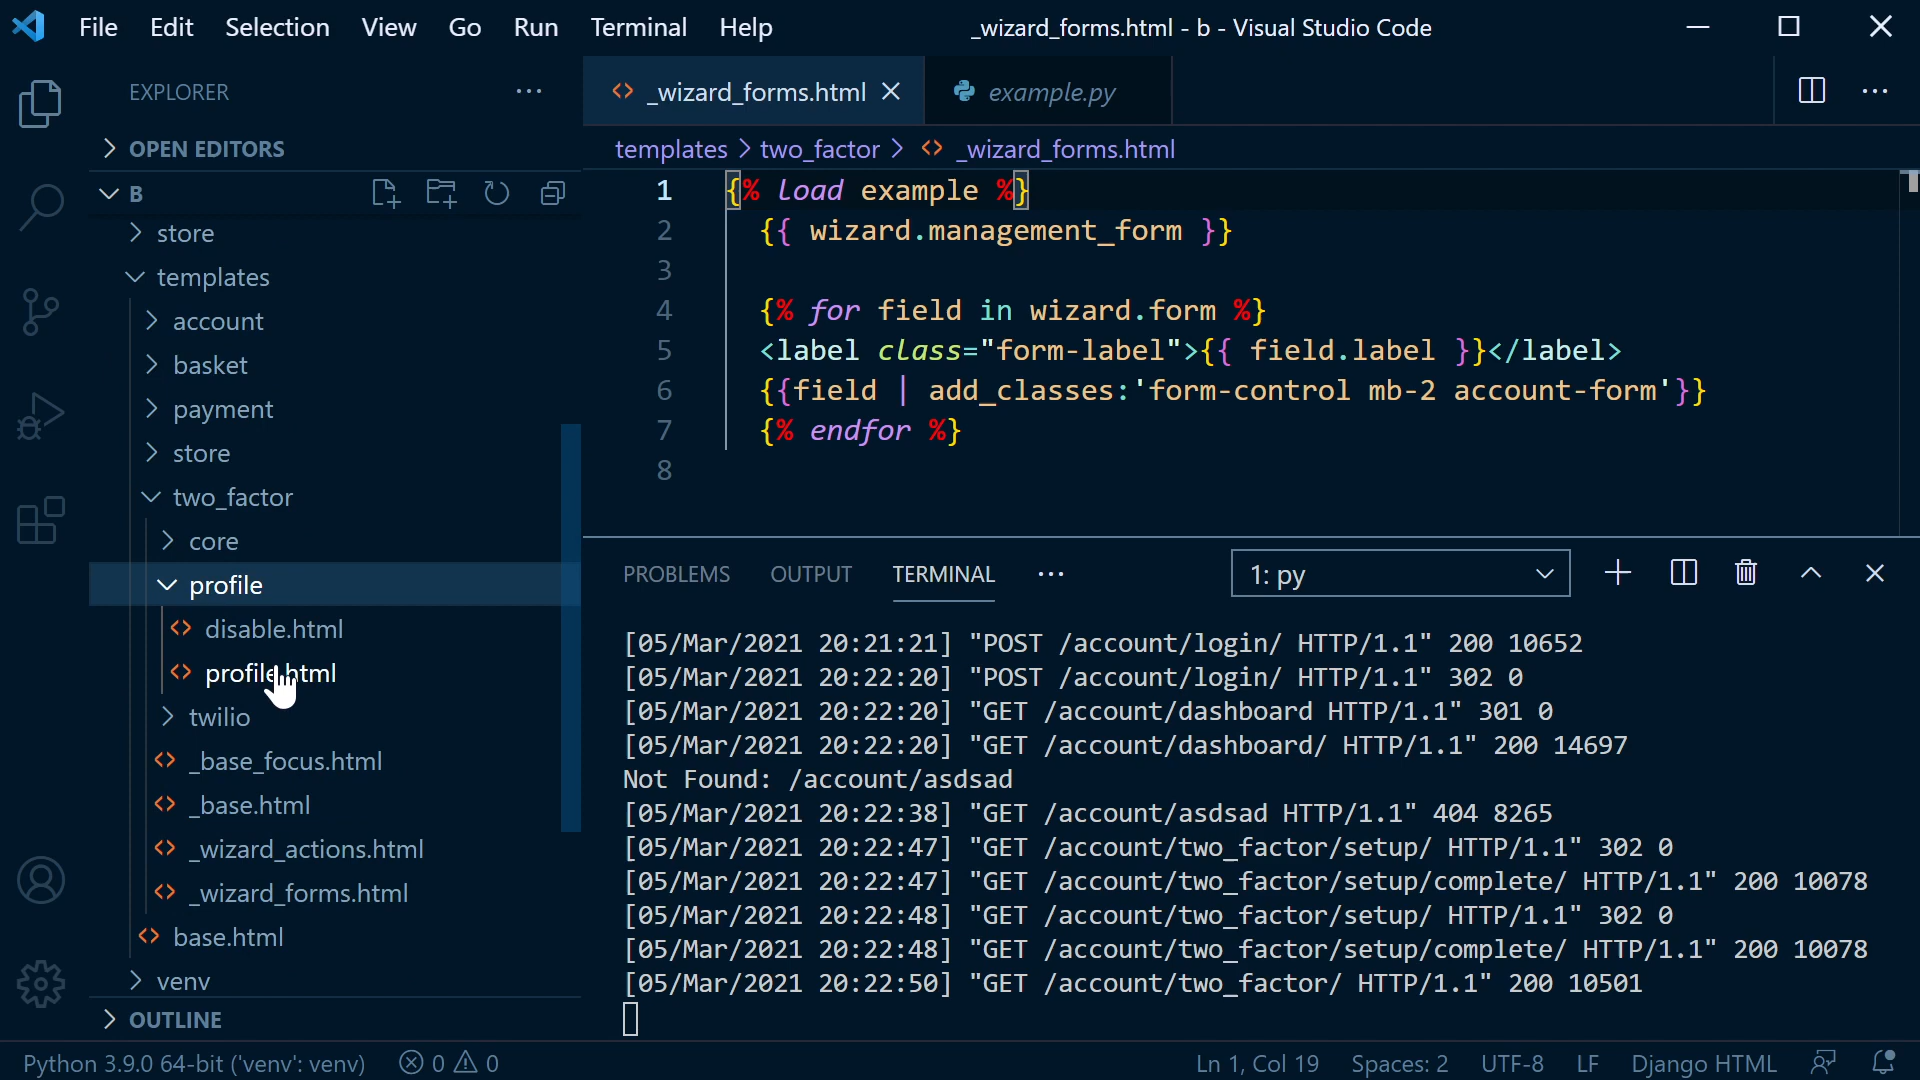 File Edit Selection View Go Run Terminal Help
_wizard_forms.html - b - Visual Studio Code
EXPLORER
OPEN EDITORS
B
store
templates
account
basket
payment
store
two_factor
core
profile
disable.html
profile.html
twilio
_base_focus.html
_base.html
_wizard_actions.html
_wizard_forms.html
base.html
venv
OUTLINE
_wizard_forms.html
example.py
templates > two_factor > _wizard_forms.html
1 {% load example %}
2 {{ wizard.management_form }}
3
4 {% for field in wizard.form %}
5 <label class="form-label">{{ field.label }}</label>
6 {{field | add_classes:'form-control mb-2 account-form'}}
7 {% endfor %}
8
PROBLEMS OUTPUT TERMINAL
1: py
[05/Mar/2021 20:21:21] "POST /account/login/ HTTP/1.1" 200 10652
[05/Mar/2021 20:22:20] "POST /account/login/ HTTP/1.1" 302 0
[05/Mar/2021 20:22:20] "GET /account/dashboard HTTP/1.1" 301 0
[05/Mar/2021 20:22:20] "GET /account/dashboard/ HTTP/1.1" 200 14697
Not Found: /account/asdsad
[05/Mar/2021 20:22:38] "GET /account/asdsad HTTP/1.1" 404 8265
[05/Mar/2021 20:22:47] "GET /account/two_factor/setup/ HTTP/1.1" 302 0
[05/Mar/2021 20:22:47] "GET /account/two_factor/setup/complete/ HTTP/1.1" 200 10078
[05/Mar/2021 20:22:48] "GET /account/two_factor/setup/ HTTP/1.1" 302 0
[05/Mar/2021 20:22:48] "GET /account/two_factor/setup/complete/ HTTP/1.1" 200 10078
[05/Mar/2021 20:22:50] "GET /account/two_factor/ HTTP/1.1" 200 10501
Python 3.9.0 64-bit ('venv': venv) 0 0
Ln 1, Col 19 Spaces: 2 UTF-8 LF Django HTML